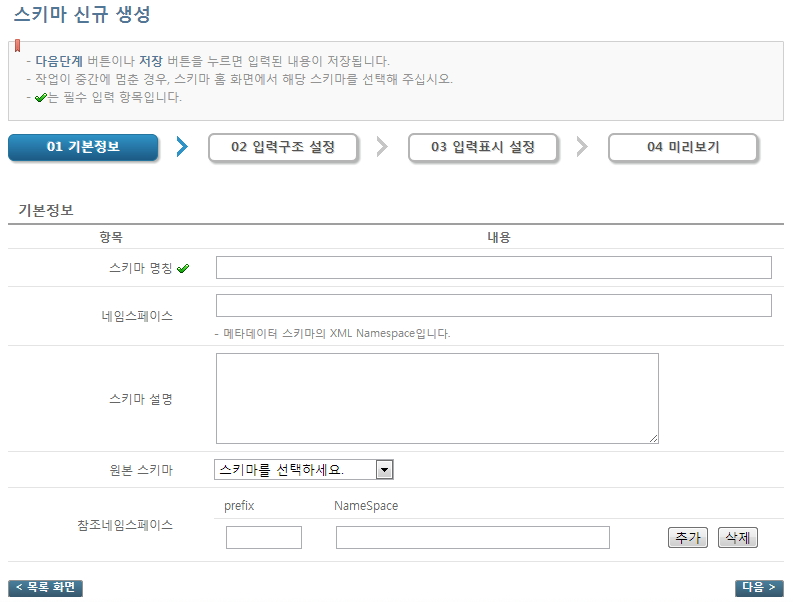 스키마 신규 생성
- 다음단계 버튼이나 저장 버튼을 누르면 입력된 내용이 저장됩니다.
- 작업이 중간에 멈춘 경우, 스키마 홈 화면에서 해당 스키마를 선택해 주십시오.
- ✔는 필수 입력 항목입니다.
01 기본정보
02 입력구조 설정
03 입력표시 설정
04 미리보기
기본정보
항목 내용
스키마 명칭 ✔
네임스페이스
- 메타데이터 스키마의 XML Namespace입니다.
스키마 설명
원본 스키마 스키마를 선택하세요.
prefix NameSpace
참조네임스페이스
추가 삭제
< 목록 화면 다음 >